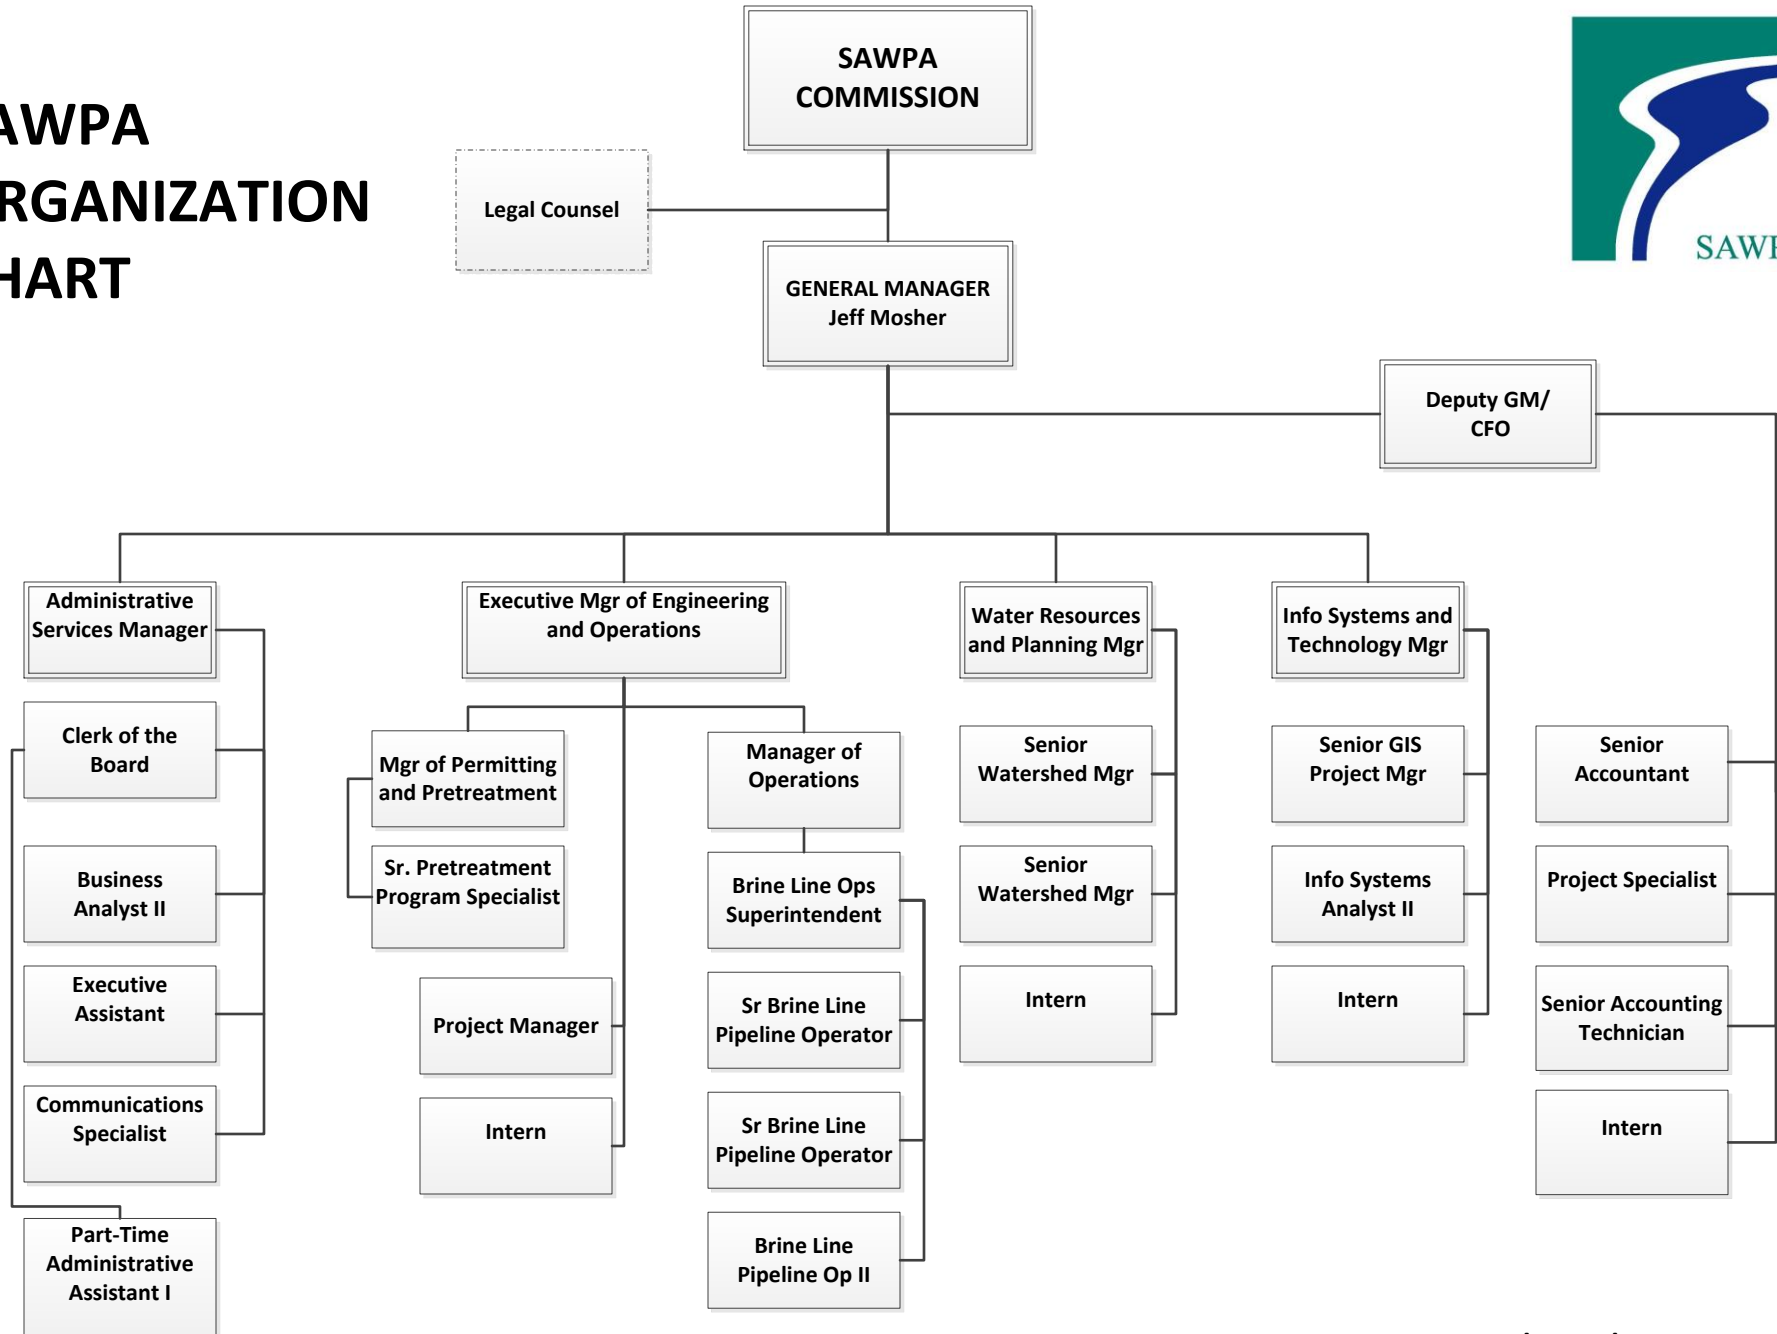 SAWPA
COMMISSION
AWPA
RGANIZATION
HART
Legal Counsel
SAWP
GENERAL MANAGER
Jeff Mosher
Deputy GM/
CFO
Administrative
Services Manager
Clerk of the
Board
Business
Analyst II
Executive
Assistant
Communications
Specialist
Part-Time
Administrative
Assistant I
Executive Mgr of Engineering
and Operations
Mgr of Permitting
and Pretreatment
Sr. Pretreatment
Program Specialist
Project Manager
Intern
Manager of
Operations
Brine Line Ops
Superintendent
Sr Brine Line
Pipeline Operator
Sr Brine Line
Pipeline Operator
Brine Line
Pipeline Op II
Water Resources
and Planning Mgr
Senior
Watershed Mgr
Senior
Watershed Mgr
Intern
Info Systems and
Technology Mgr
Senior GIS
Project Mgr
Info Systems
Analyst II
Intern
Senior
Accountant
Project Specialist
Senior Accounting
Technician
Intern